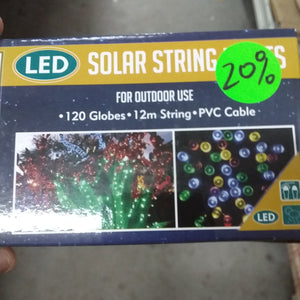 LED SOLAR STRING
20%
FOR OUTDOOR USE
•120 Globes•12m String•PVC Cable•
LED